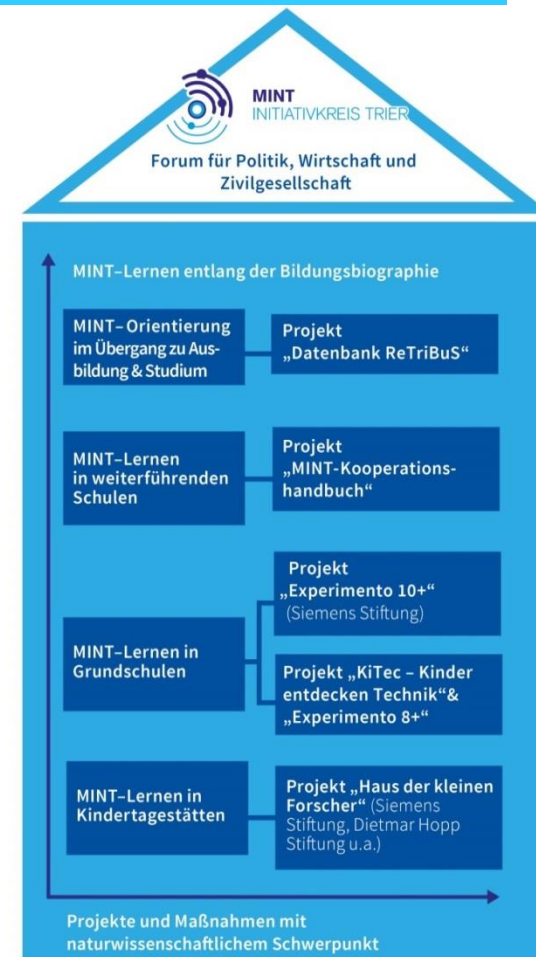 MINT
INITIATIVKREIS TRIER
Forum für Politik, Wirtschaft und
Zivilgesellschaft
MINT–Lernen entlang der Bildungsbiographie
MINT–Orientierung
im Übergang zu Aus-
bildung & Studium
Projekt
„Datenbank ReTriBuS“
MINT–Lernen
in weiterführenden
Schulen
Projekt
„MINT-Kooperations-
handbuch“
MINT–Lernen in
Grundschulen
Projekt
„Experimento 10+“
(Siemens Stiftung)
Projekt „KiTec – Kinder
entdecken Technik“&
„Experimento 8+“
MINT–Lernen in
Kindertagestätten
Projekt „Haus der kleinen
Forscher“ (Siemens
Stiftung, Dietmar Hopp
Stiftung u.a.)
Projekte und Maßnahmen mit
naturwissenschaftlichem Schwerpunkt